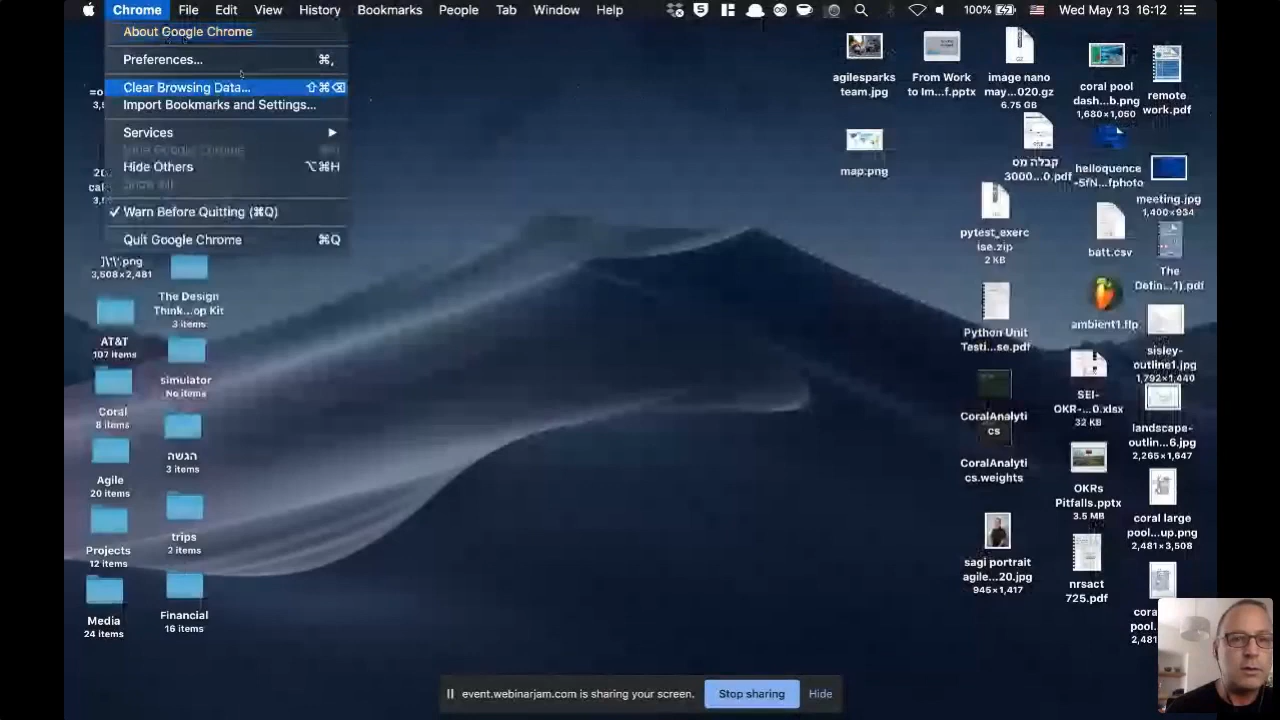 Chrome File Edit View History Bookmarks People Tab Window Help 100% Wed May 13 16:12
About Google Chrome
Preferences... ⌘,
Clear Browsing Data... ⇧⌘⌫
Import Bookmarks and Settings...
Services ▶
Hide Others ⌥⌘H
✓ Warn Before Quitting (⌘Q)
Quit Google Chrome ⌘Q
3,508×2,481
The Design
Think...op Kit
3 items
AT&T
107 items
simulator
No items
Coral
8 items
הגשה
3 items
Agile
20 items
trips
2 items
Projects
12 items
Financial
16 items
Media
24 items
agilesparks
team.jpg
From Work
to Im...f.pptx
image nano
may...020.gz
6.75 GB
coral pool
dash...b.png
1,680×1,050
remote
work.pdf
map.png
קבלה מס
3000...0.pdf
helloquence
-5fN...fphoto
meeting.jpg
1,400×934
pytest_exerc
ise.zip
2 KB
batt.csv
The
Defin...1).pdf
Python Unit
Testi...se.pdf
ambient1.flp
sisley-
outline1.jpg
1,792×1,440
CoralAnalyti
cs
SEI-
OKR-...0.xlsx
32 KB
landscape-
outlin...6.jpg
2,265×1,647
CoralAnalyti
cs.weights
OKRs
Pitfalls.pptx
3.5 MB
coral large
pool...up.png
2,481×3,508
sagi portrait
agile...20.jpg
945×1,417
nrsact
725.pdf
event.webinarjam.com is sharing your screen. Stop sharing Hide